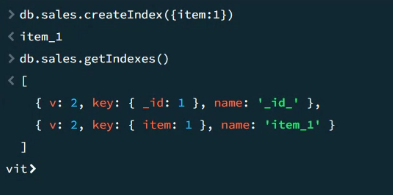 > db.sales.createIndex({item:1})
< item_1
> db.sales.getIndexes()
< [
{ v: 2, key: { _id: 1 }, name: '_id_' },
{ v: 2, key: { item: 1 }, name: 'item_1' }
]
vit>